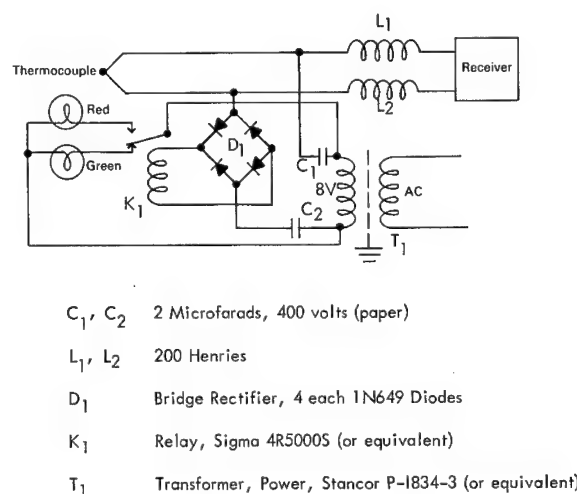 L1
Receiver
Thermocouple
L2
Red
D1
Green
C1
8V
AC
K1
C2
T1
C1, C2 2 Microfarads, 400 volts (paper)
L1, L2 200 Henries
D1 Bridge Rectifier, 4 each 1N649 Diodes
K1 Relay, Sigma 4R5000S (or equivalent)
T1 Transformer, Power, Stancor P-1834-3 (or equivalent)